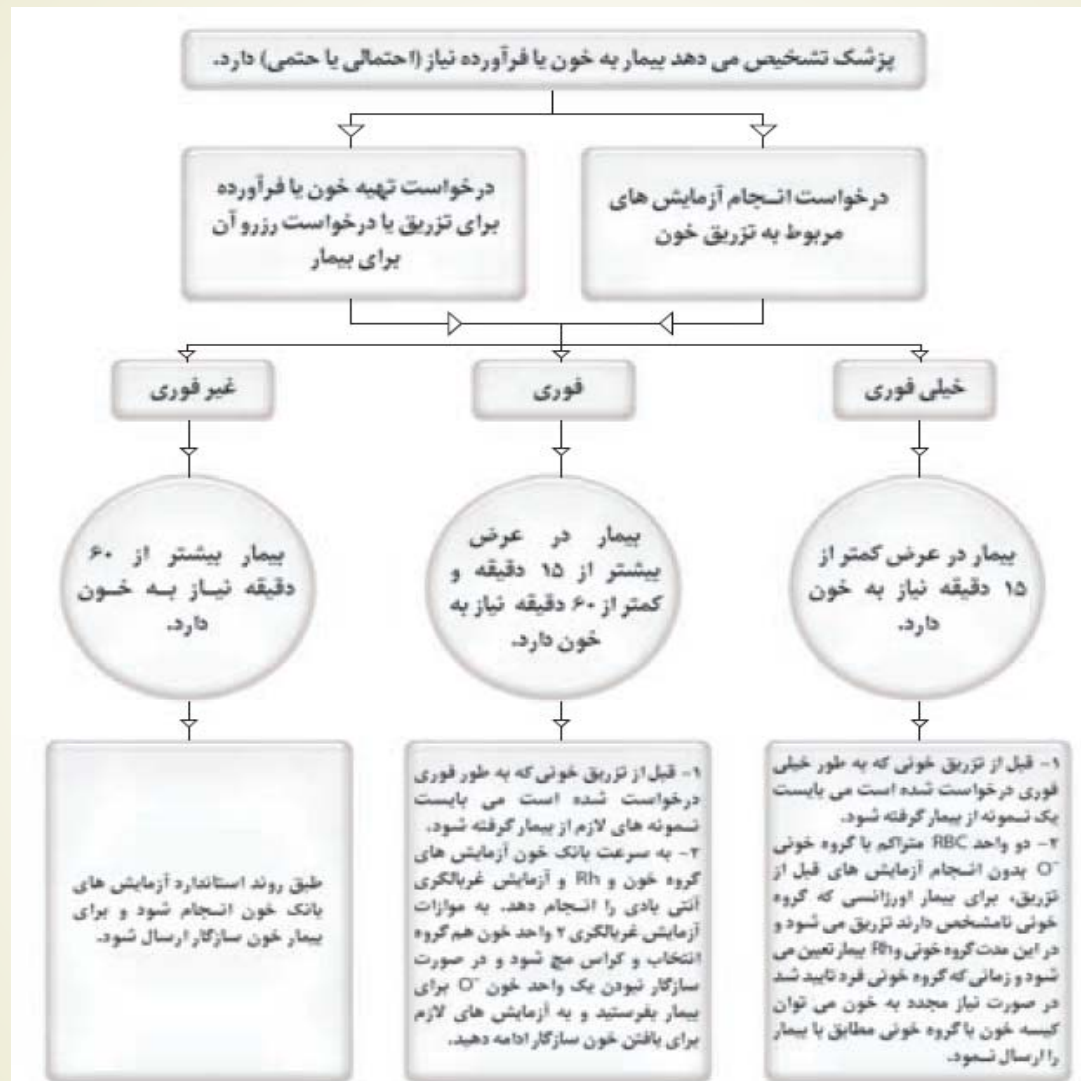 پزشک تشخیص می دهد بیمار به خون یا فرآورده نیاز (احتمالی یا حتمی) دارد.
درخواست انجام آزمایش های
مربوط به تزریق خون
درخواست تهیه خون یا فرآورده
برای تزریق یا درخواست رزرو آن
برای بیمار
خیلی فوری
فوری
غیر فوری
بیمار در عرض کمتر از
۱۵ دقیقه نیاز به خون
دارد.
بیمار در عرض
بیشتر از ۱۵ دقیقه و
کمتر از ۶۰ دقیقه نیاز به
خون دارد.
بیمار بیشتر از ۶۰
دقیقه نیاز به خون
دارد.
۱- قبل از تزریق خونی که به طور خیلی
فوری درخواست شده است می بایست
یک نمونه از بیمار گرفته شود.
۲- دو واحد RBC متراکم با گروه خونی
O⁻ بدون انجام آزمایش های قبل از
تزریق، برای بیمار اورژانسی که گروه
خونی نامشخص دارند تزریق می شود و
در این مدت گروه خونی و Rh بیمار تعیین می
شود و زمانی که گروه خونی فرد تایید شد
در صورت نیاز مجدد به خون می توان
کیسه خون با گروه خونی مطابق با بیمار
را ارسال نمود.
۱- قبل از تزریق خونی که به طور فوری
درخواست شده است می بایست
نمونه های لازم از بیمار گرفته شود.
۲- به سرعت بانک خون آزمایش های
گروه خون و Rh و آزمایش غربالگری
آنتی بادی را انجام دهد. به موازات
آزمایش غربالگری ۲ واحد خون هم گروه
انتخاب و کراس مچ شود و در صورت
سازگار نبودن یک واحد خون O⁻ برای
بیمار بفرستید و به آزمایش های لازم
برای یافتن خون سازگار ادامه دهید.
طبق روند استاندارد آزمایش های
بانک خون انجام شود و برای
بیمار خون سازگار ارسال شود.